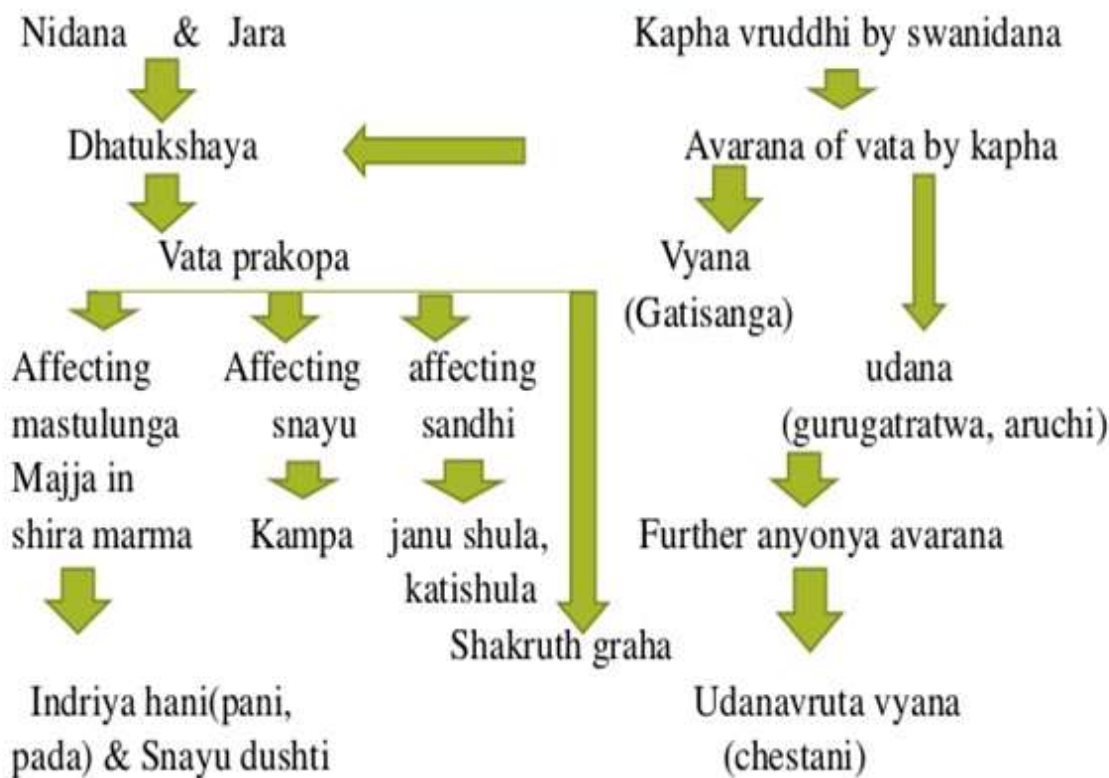 Nidana & Jara
Dhatukshaya
Vata prakopa
Affecting
mastulunga
Majja in
shira marma
Indriya hani(pani,
pada) & Snayu dushti
Affecting
snayu
Kampa
affecting
sandhi
janu shula,
katishula
Shakruth graha
Kapha vruddhi by swanidana
Avarana of vata by kapha
Vyana
(Gatisanga)
udana
(gurugatratwa, aruchi)
Further anyonya avarana
Udanavruta vyana
(chestani)